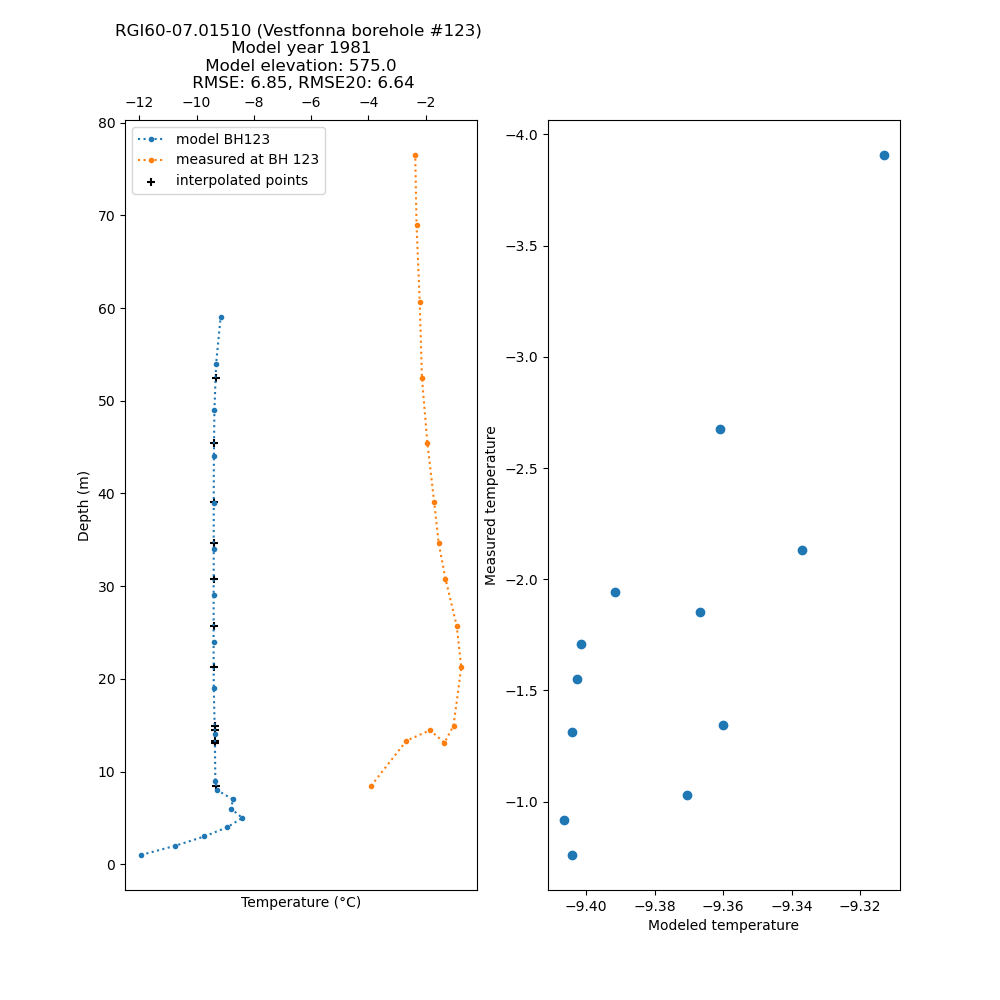 RGI60-07.01510 (Vestfonna borehole #123)
Model year 1981
Model elevation: 575.0
RMSE: 6.85, RMSE20: 6.64
−12 −10 −8 −6 −4 −2
model BH123
measured at BH 123
interpolated points
80
70
60
50
40
30
20
10
0
Depth (m)
Temperature (°C)
−4.0
−3.5
−3.0
−2.5
−2.0
−1.5
−1.0
Measured temperature
−9.40 −9.38 −9.36 −9.34 −9.32
Modeled temperature